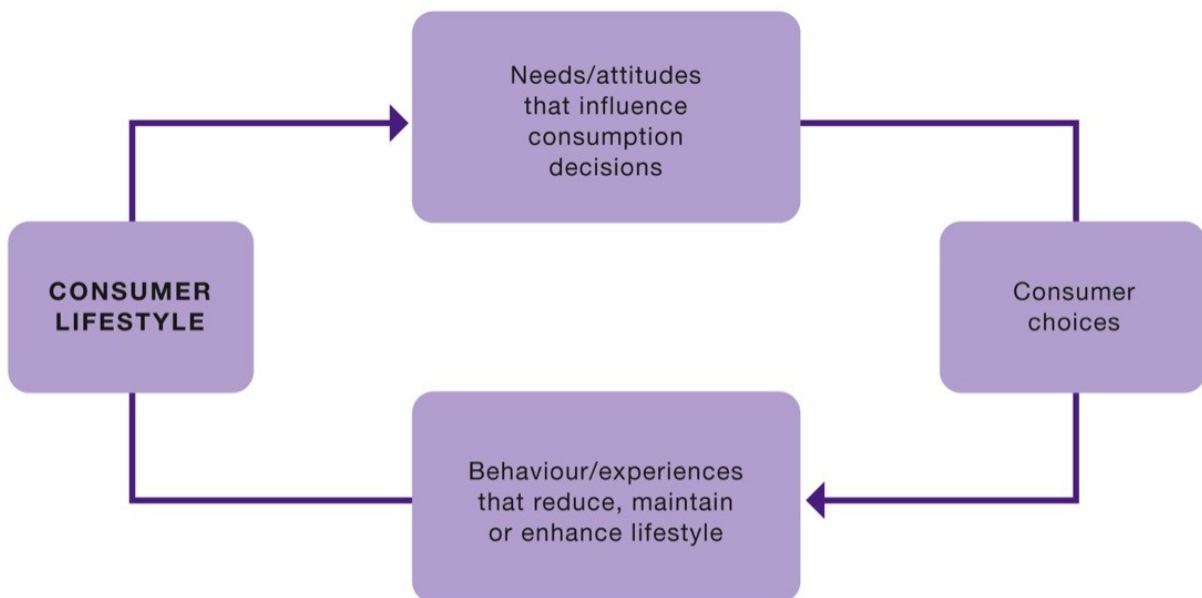 Needs/attitudes
that influence
consumption
decisions
CONSUMER
LIFESTYLE
Consumer
choices
Behaviour/experiences
that reduce, maintain
or enhance lifestyle